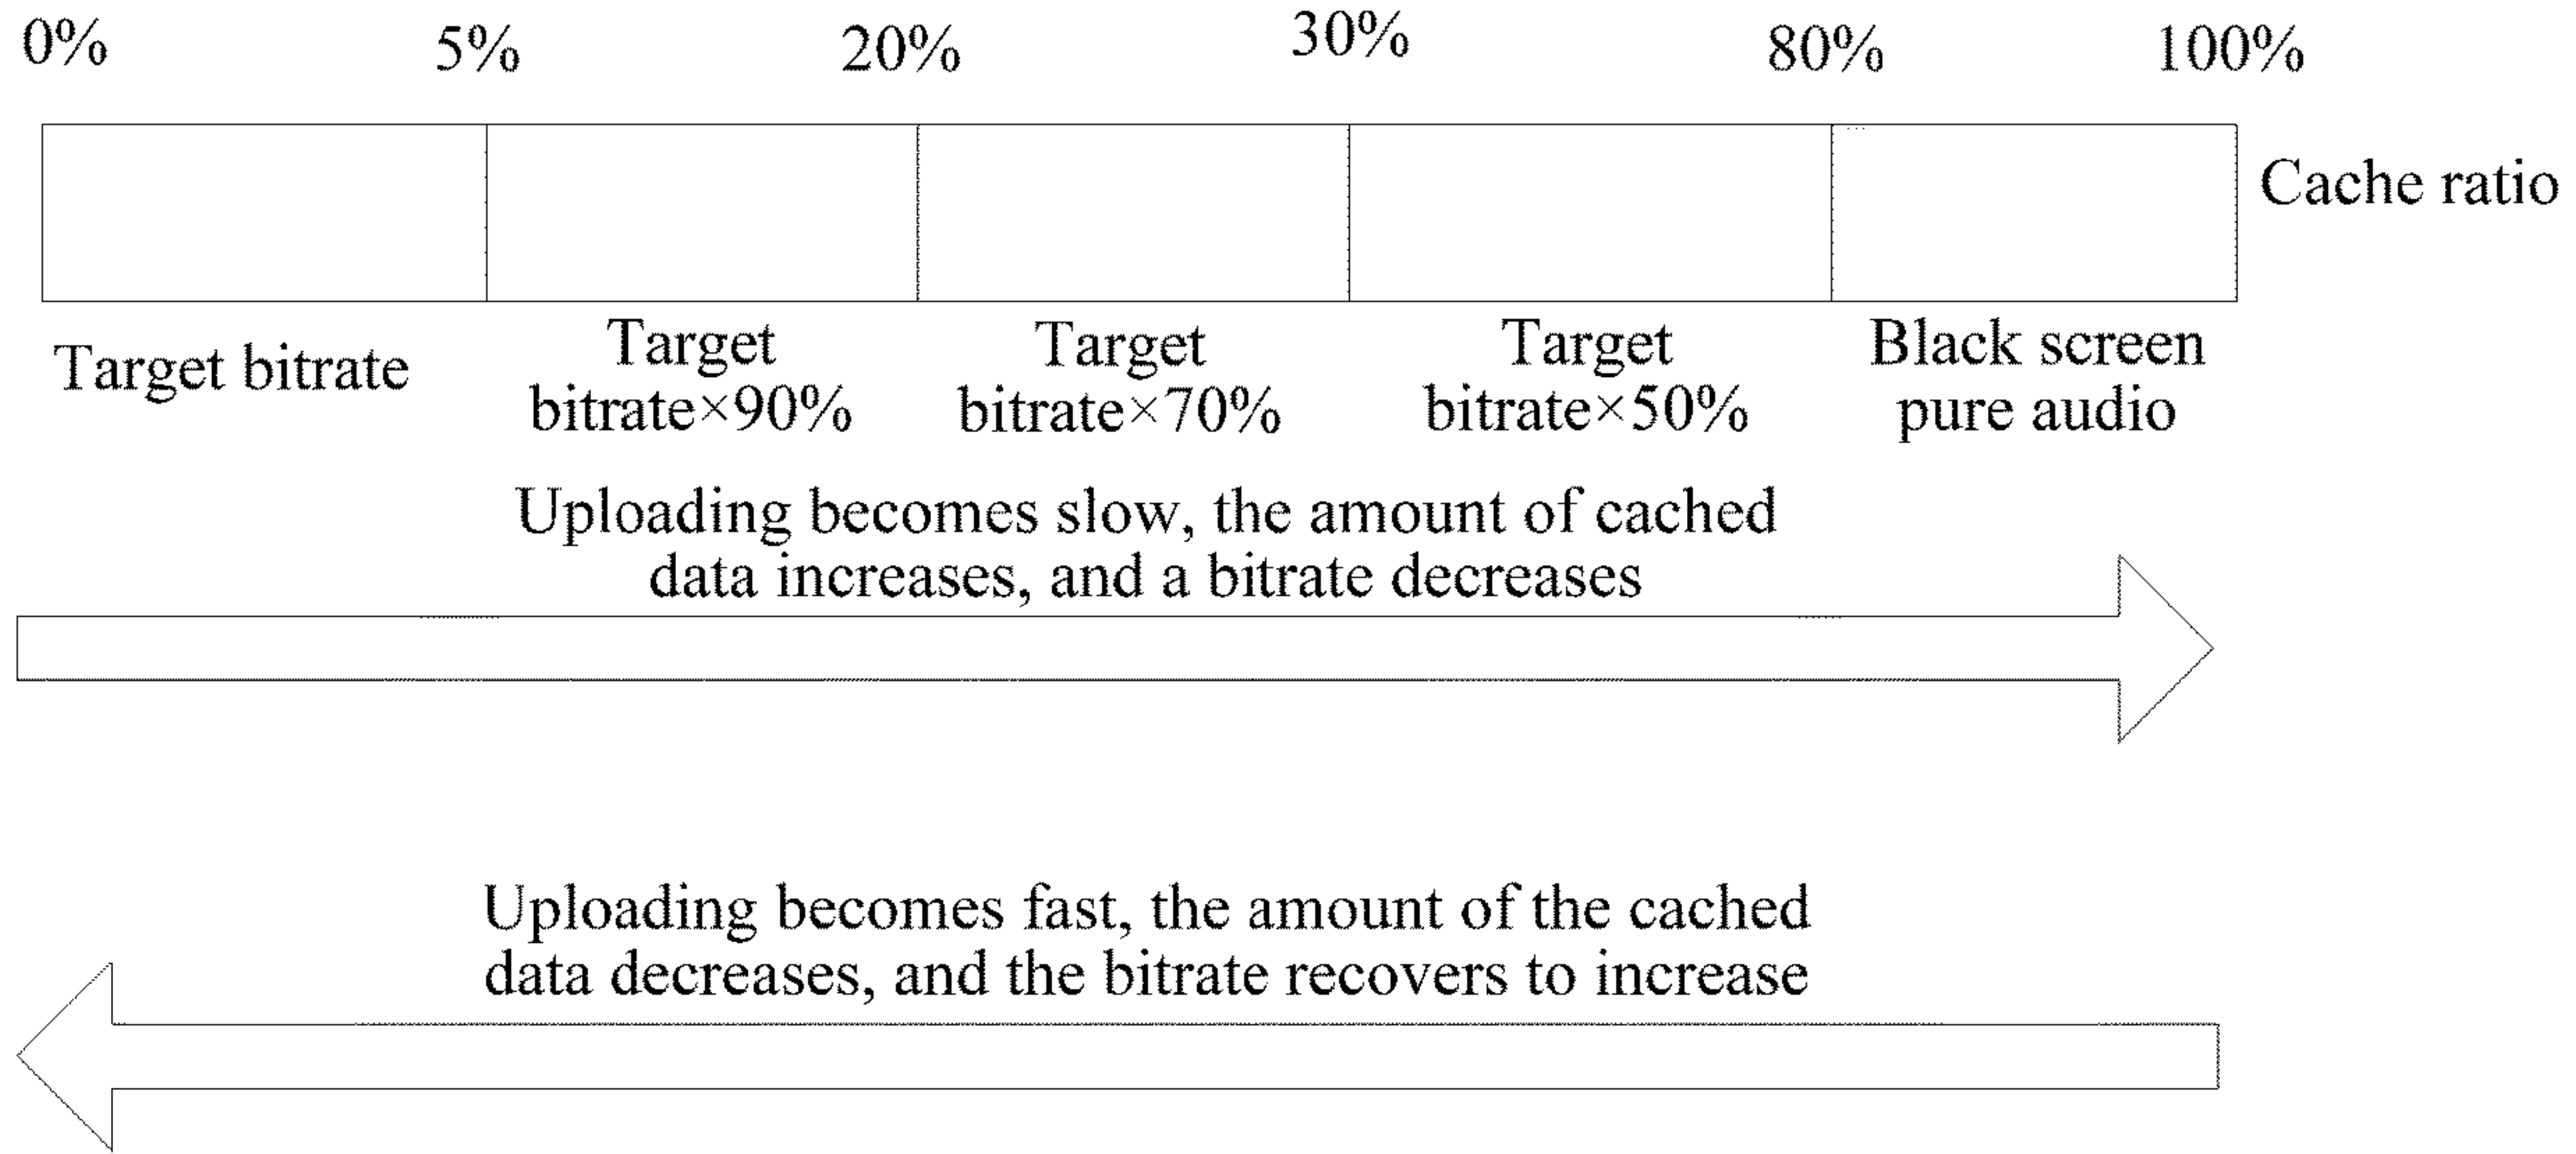 0% 5% 20% 30% 80% 100%
Cache ratio
Target bitrate
Target
bitrate×90%
Target
bitrate×70%
Target
bitrate×50%
Black screen
pure audio
Uploading becomes slow, the amount of cached
data increases, and a bitrate decreases
Uploading becomes fast, the amount of the cached
data decreases, and the bitrate recovers to increase